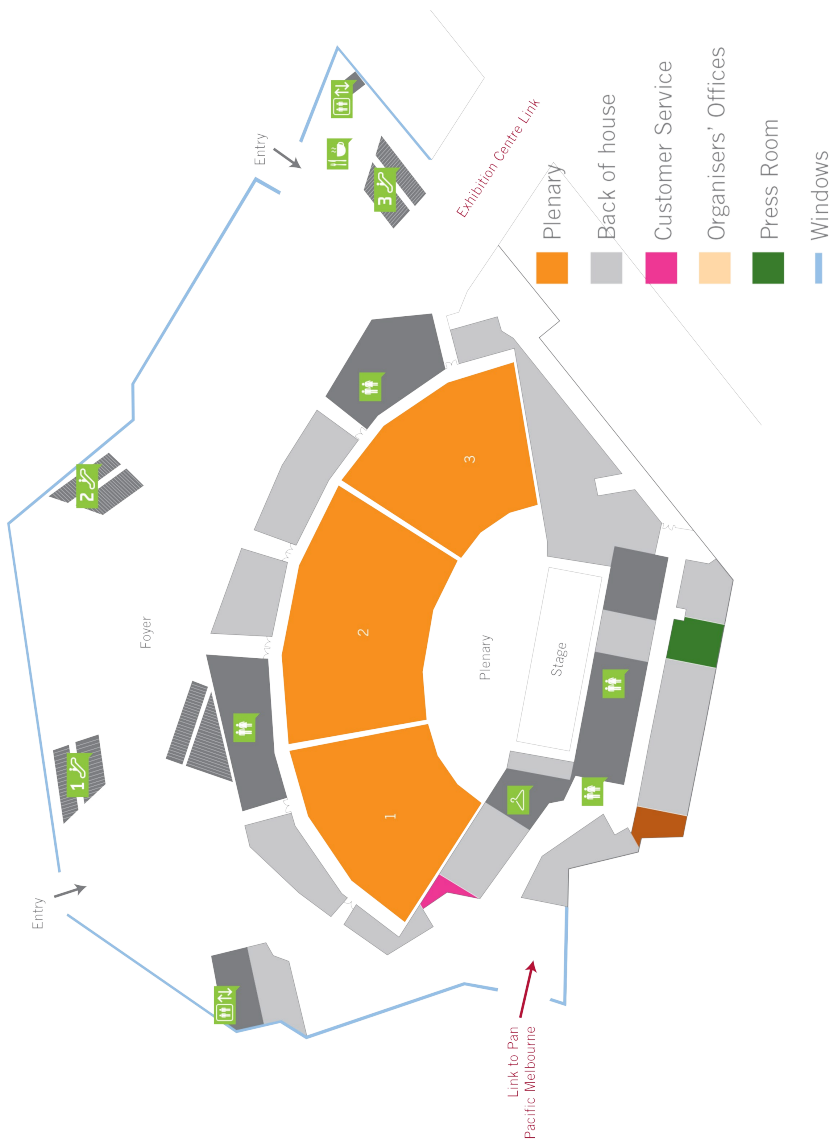 Entry
Foyer
Entry
Exhibition Centre Link
1
2
3
1
2
3
Plenary
Stage
Link to Pan
Pacific Melbourne
Plenary
Back of house
Customer Service
Organisers' Offices
Press Room
Windows